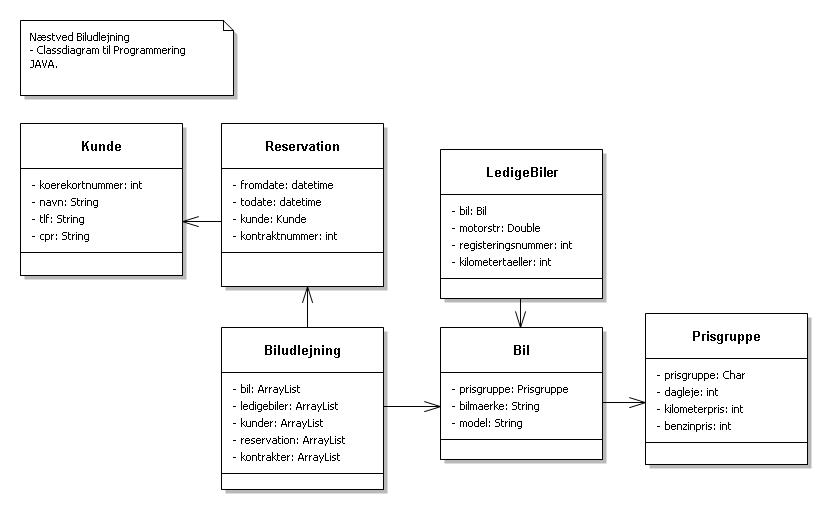 Næstved Biludlejning
- Classdiagram til Programmering
JAVA.
Kunde
- koerekortnummer: int
- navn: String
- tlf: String
- cpr: String
Reservation
- fromdate: datetime
- todate: datetime
- kunde: Kunde
- kontraktnummer: int
LedigeBiler
- bil: Bil
- motorstr: Double
- registeringsnummer: int
- kilometertaeller: int
Biludlejning
- bil: ArrayList
- ledigebiler: ArrayList
- kunder: ArrayList
- reservation: ArrayList
- kontrakter: ArrayList
Bil
- prisgruppe: Prisgruppe
- bilmaerke: String
- model: String
Prisgruppe
- prisgruppe: Char
- dagleje: int
- kilometerpris: int
- benzinpris: int